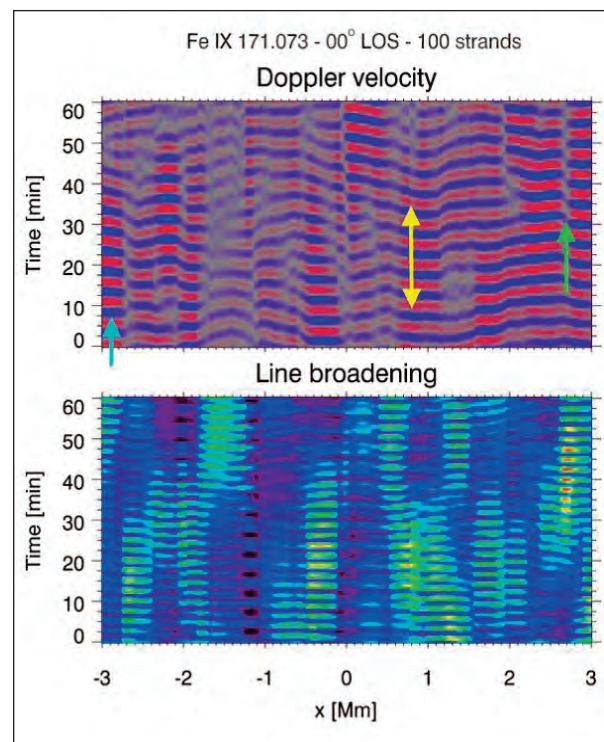 Fe IX 171.073 - 00° LOS - 100 strands
Doppler velocity
60
50
40
30
20
10
0
Time [min]
Line broadening
60
50
40
30
20
10
0
Time [min]
-3 -2 -1 0 1 2 3
x [Mm]